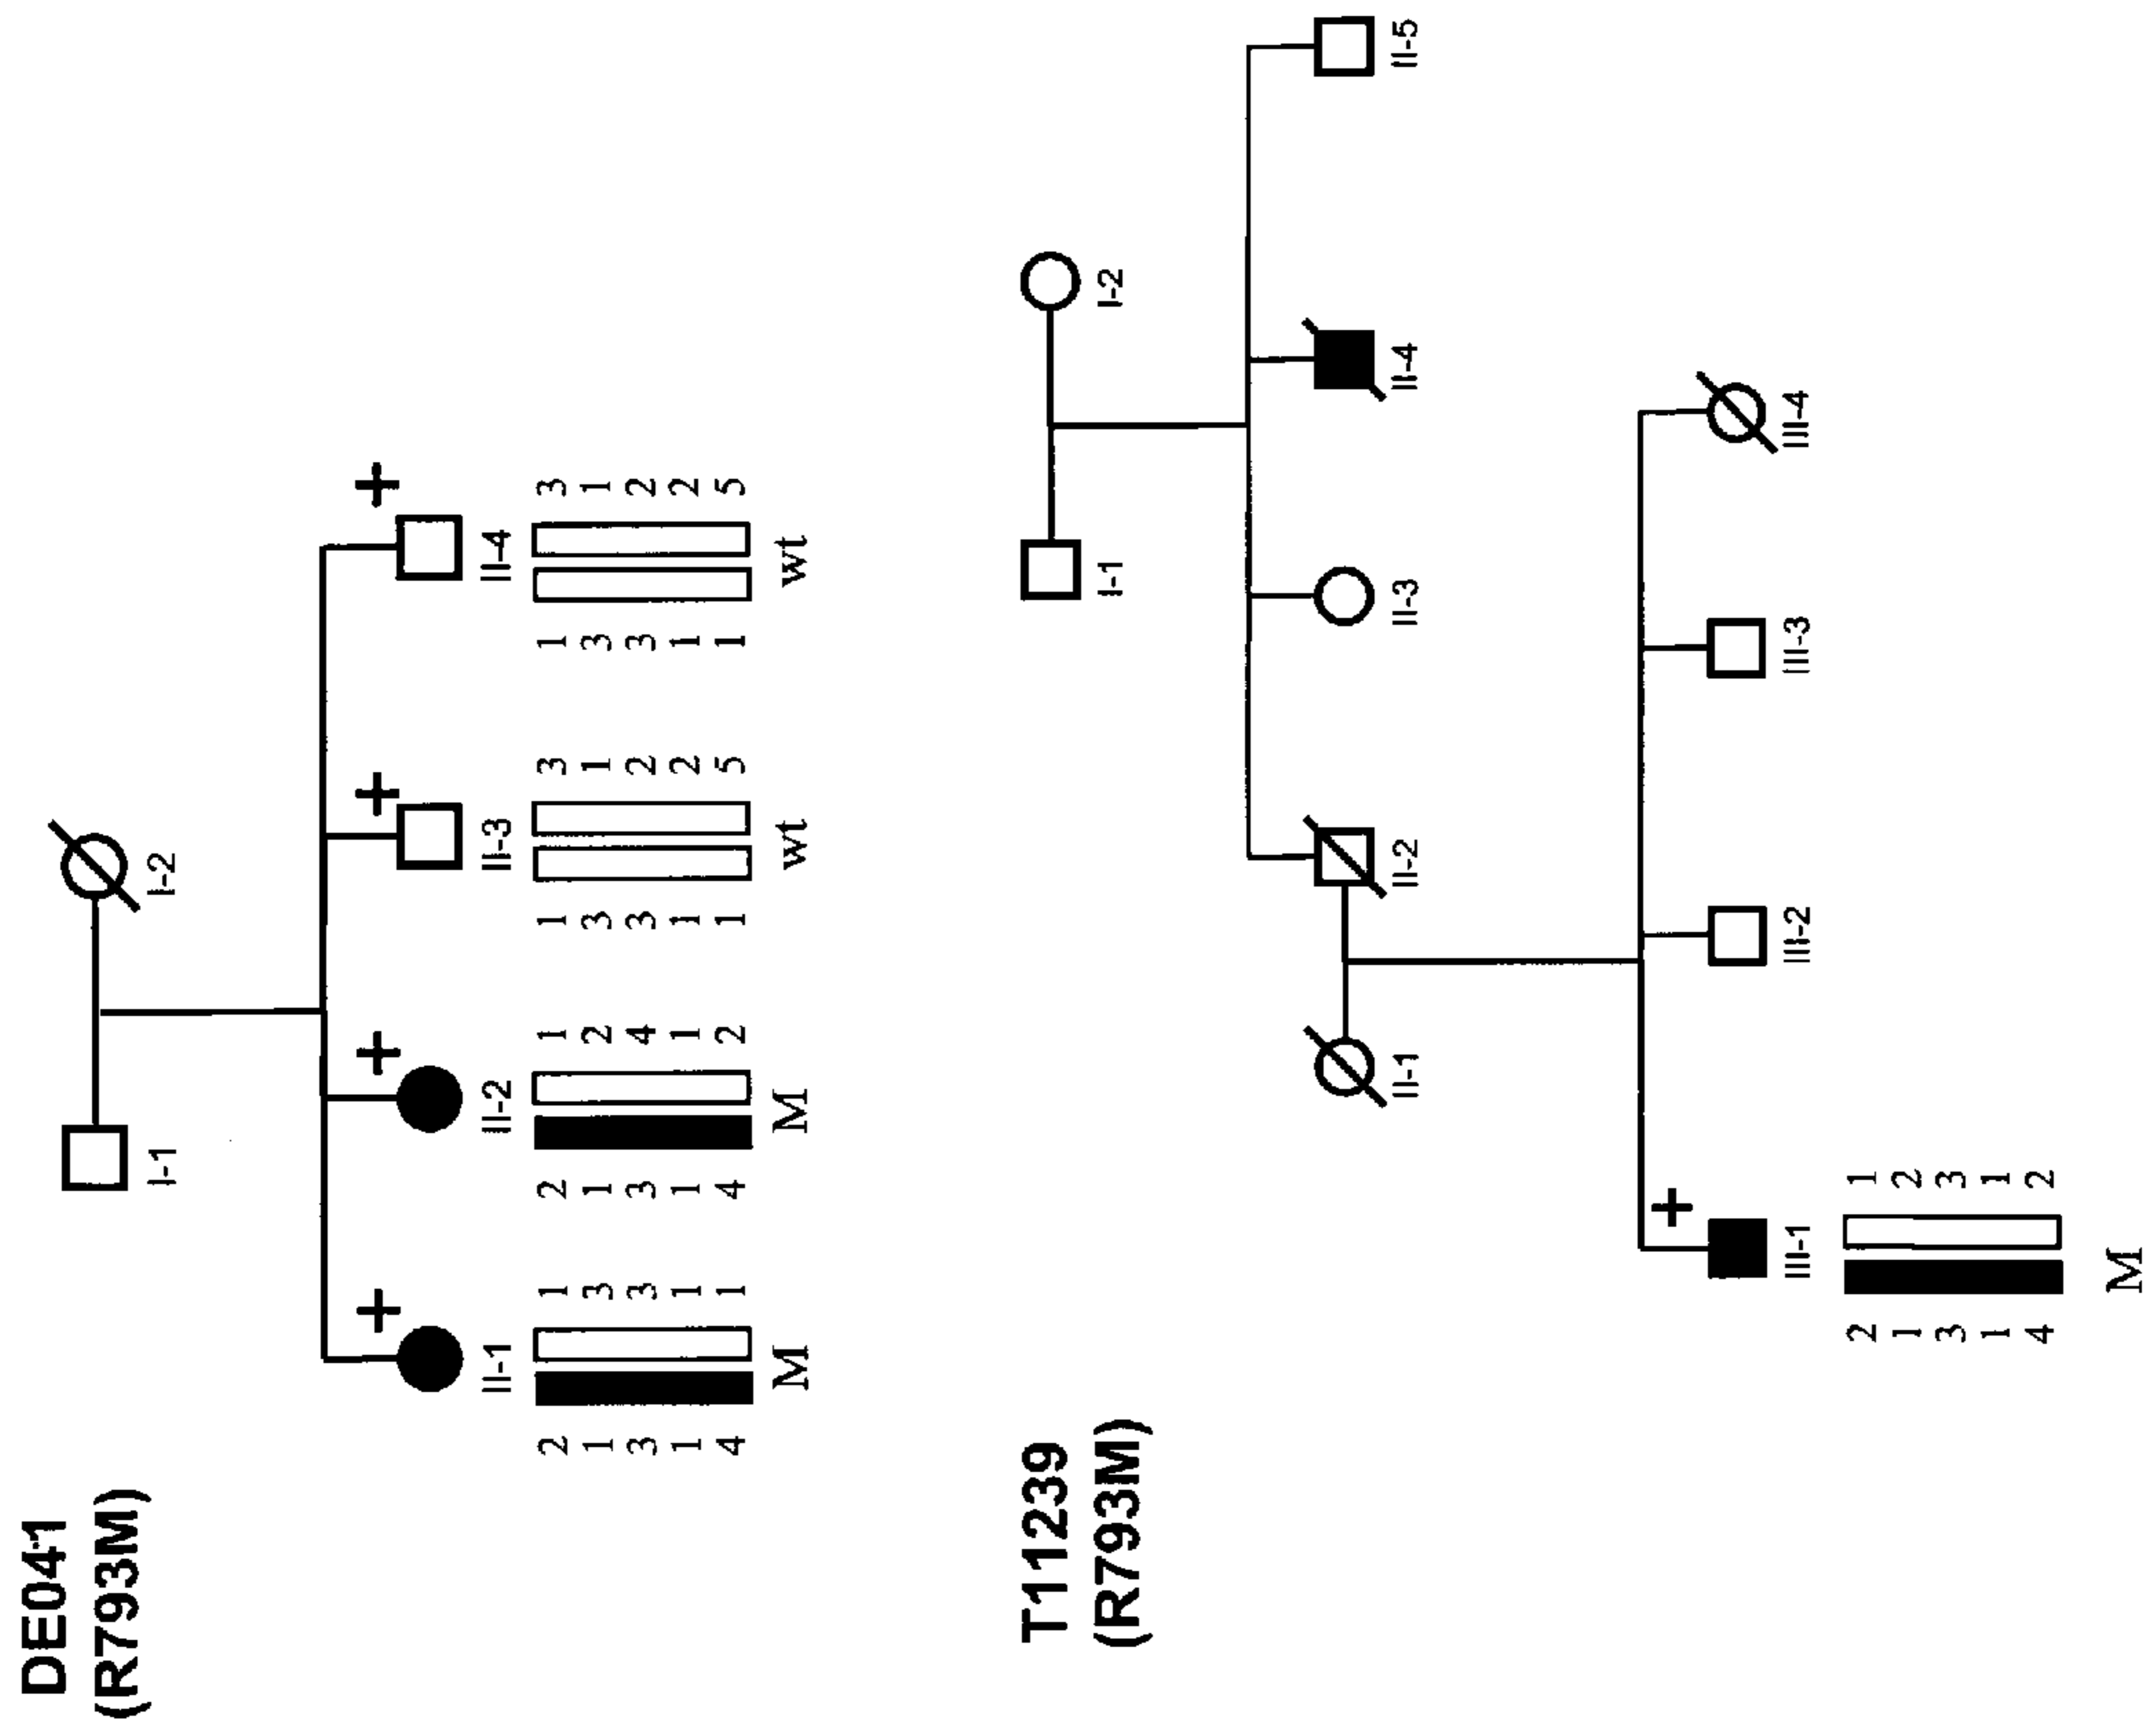 DE041
(R793M)
I-1 I-2
+ + + +
II-1 II-2 II-3 II-4
2 1 2 1 1 3 1 3
1 3 1 2 3 1 3 1
3 3 3 4 3 2 3 2
1 1 1 1 1 2 1 2
4 1 4 2 1 5 1 5
M M wt wt
T11239
(R793M)
I-1 I-2
II-1 II-2 II-3 II-4 II-5
+
III-1 III-2 III-3 III-4
2 1
1 2
3 3
1 1
4 2
M